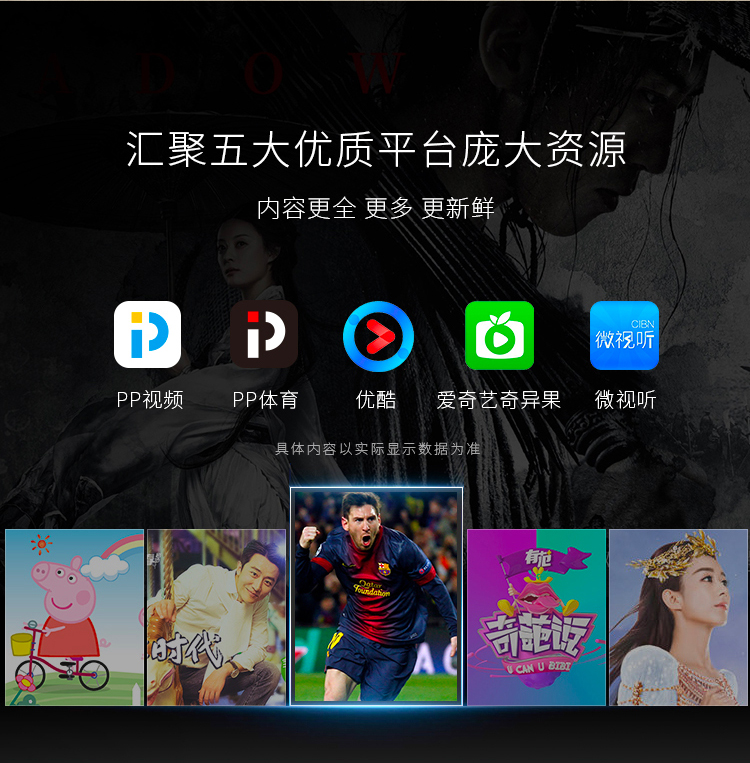 A D O W
汇聚五大优质平台庞大资源
内容更全 更多 更新鲜
CIBN
微视听
PP视频 PP体育 优酷 爱奇艺奇异果 微视听
具体内容以实际显示数据为准
有范
奇葩说
U CAN U BIBI
时代
Qatar
Foundation